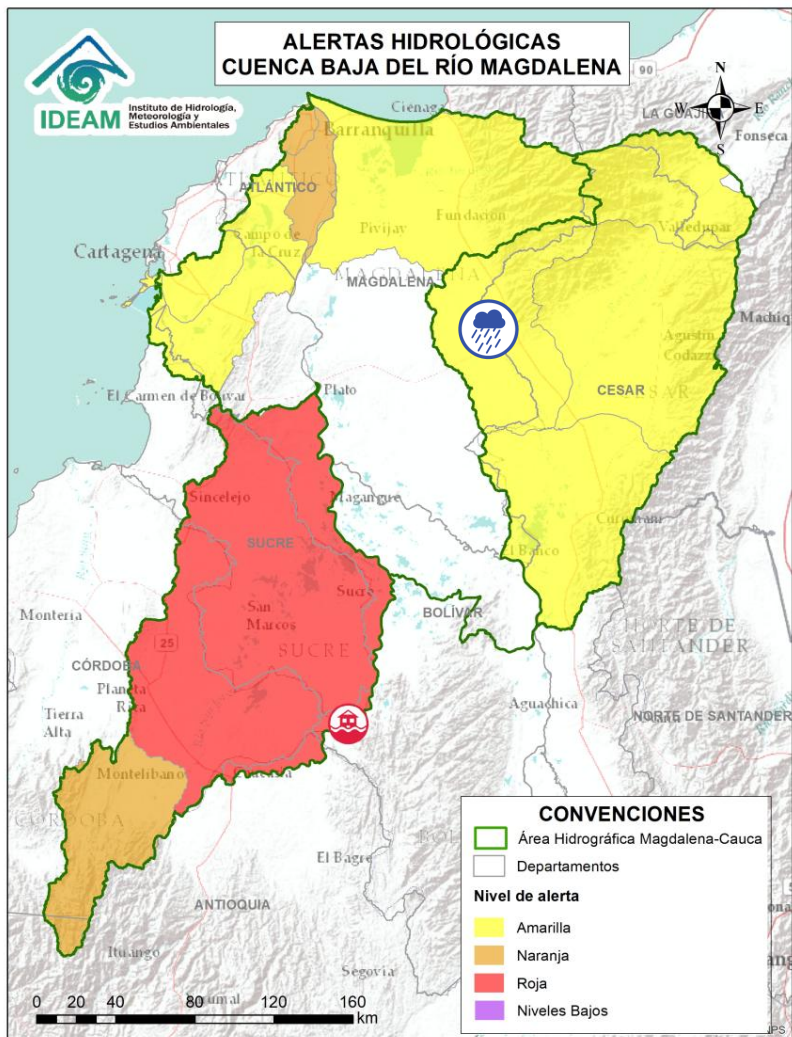 ALERTAS HIDROLÓGICAS
CUENCA BAJA DEL RÍO MAGDALENA
IDEAM
Instituto de Hidrología,
Meteorología y
Estudios Ambientales
N
W
E
S
90
Ciénaga
LA GUAJIRA
Fonseca
Barranquilla
ATLÁNTICO
Fundación
Pivijay
Valledupar
Cartagena
Campo de
la Cruz
MAGDALENA
MAGDALENA
Machiq
Agustín
Codazzi
CESAR
El Carmen de Bolívar
Plato
Sincelejo
Magangué
SUCRE
El Banco
Sucre
San
Marcos
BOLÍVAR
Montería
SUCRE
NORTE DE
SANTANDER
25
CÓRDOBA
Planeta
Rica
Aguachica
Tierra
Alta
NORTE DE SANTANDER
Montelíbano
CÓRDOBA
El Bagre
ANTIOQUIA
Ituango
Segovia
CONVENCIONES
Área Hidrográfica Magdalena-Cauca
Departamentos
Nivel de alerta
Amarilla
Naranja
Roja
Niveles Bajos
0 20 40 80 120 160
km